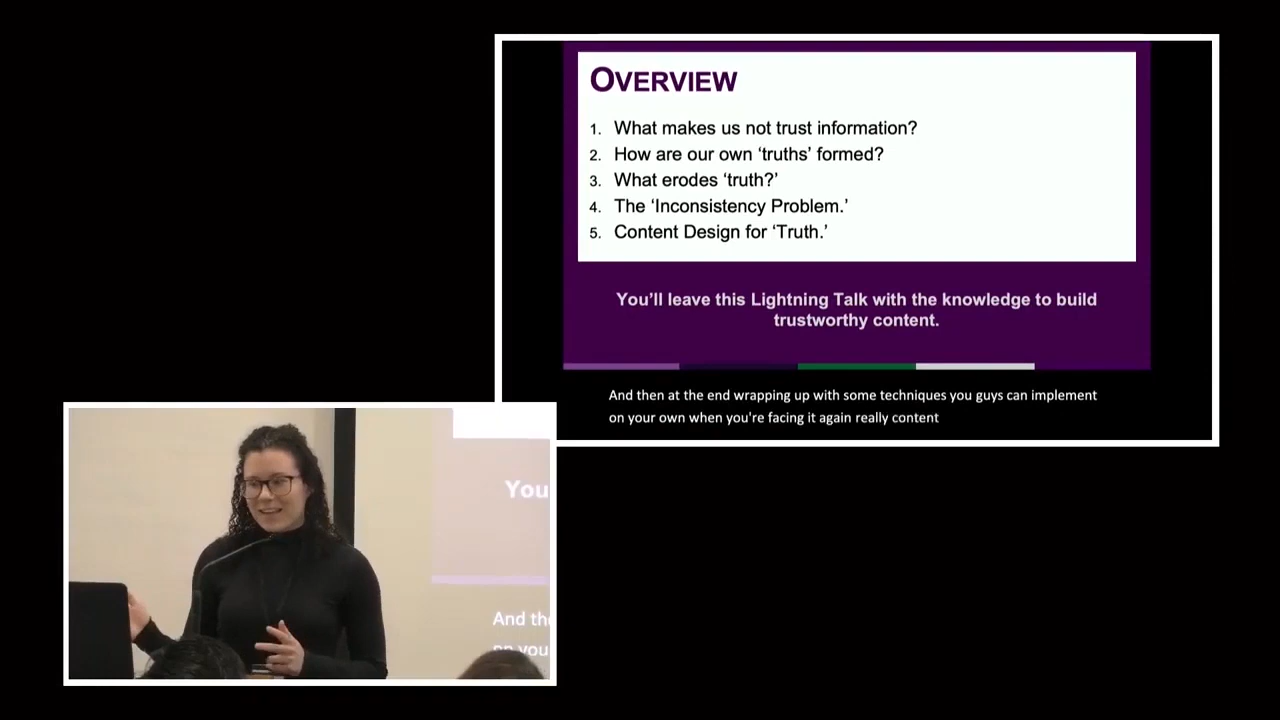 OVERVIEW
1. What makes us not trust information?
2. How are our own ‘truths’ formed?
3. What erodes ‘truth?’
4. The ‘Inconsistency Problem.’
5. Content Design for ‘Truth.’
You’ll leave this Lightning Talk with the knowledge to build
trustworthy content.
And then at the end wrapping up with some techniques you guys can implement
on your own when you're facing it again really content
You
And the
on you